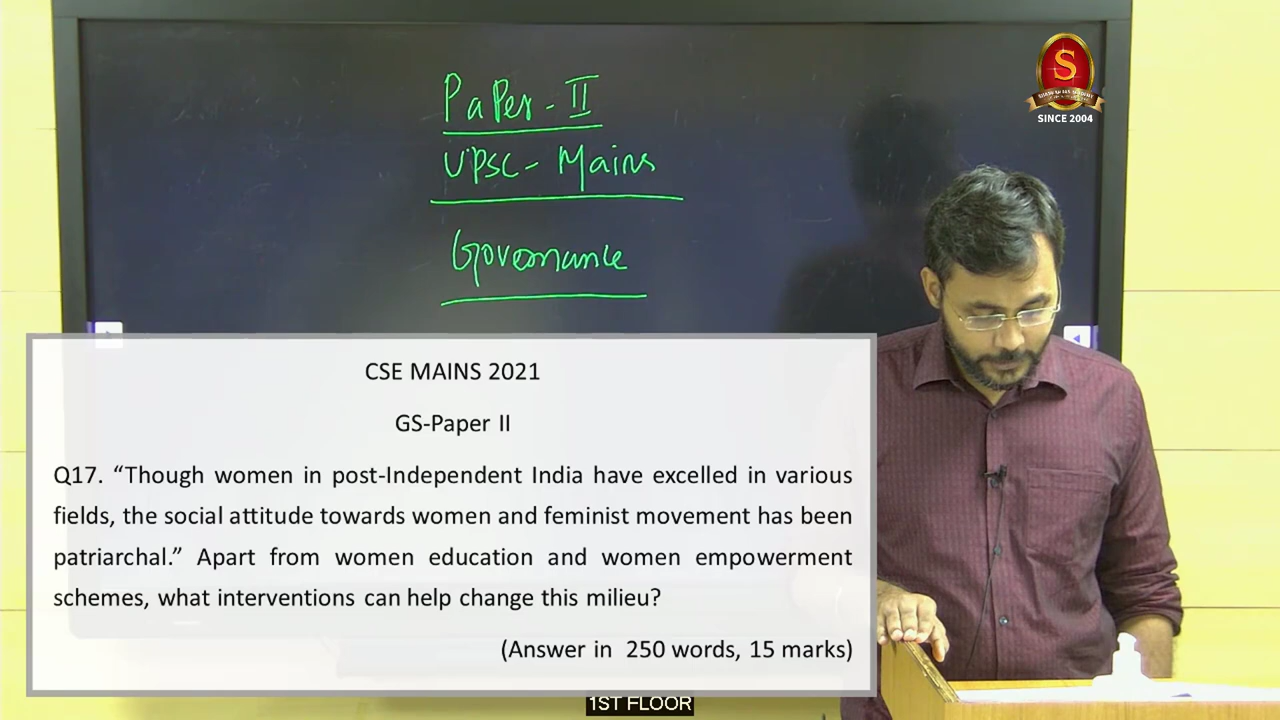 PaPer - II
UPSC - Mains
Governance
S
SINCE 2004
CSE MAINS 2021
GS-Paper II
Q17. “Though women in post-Independent India have excelled in various
fields, the social attitude towards women and feminist movement has been
patriarchal.” Apart from women education and women empowerment
schemes, what interventions can help change this milieu?
(Answer in 250 words, 15 marks)
1ST FLOOR